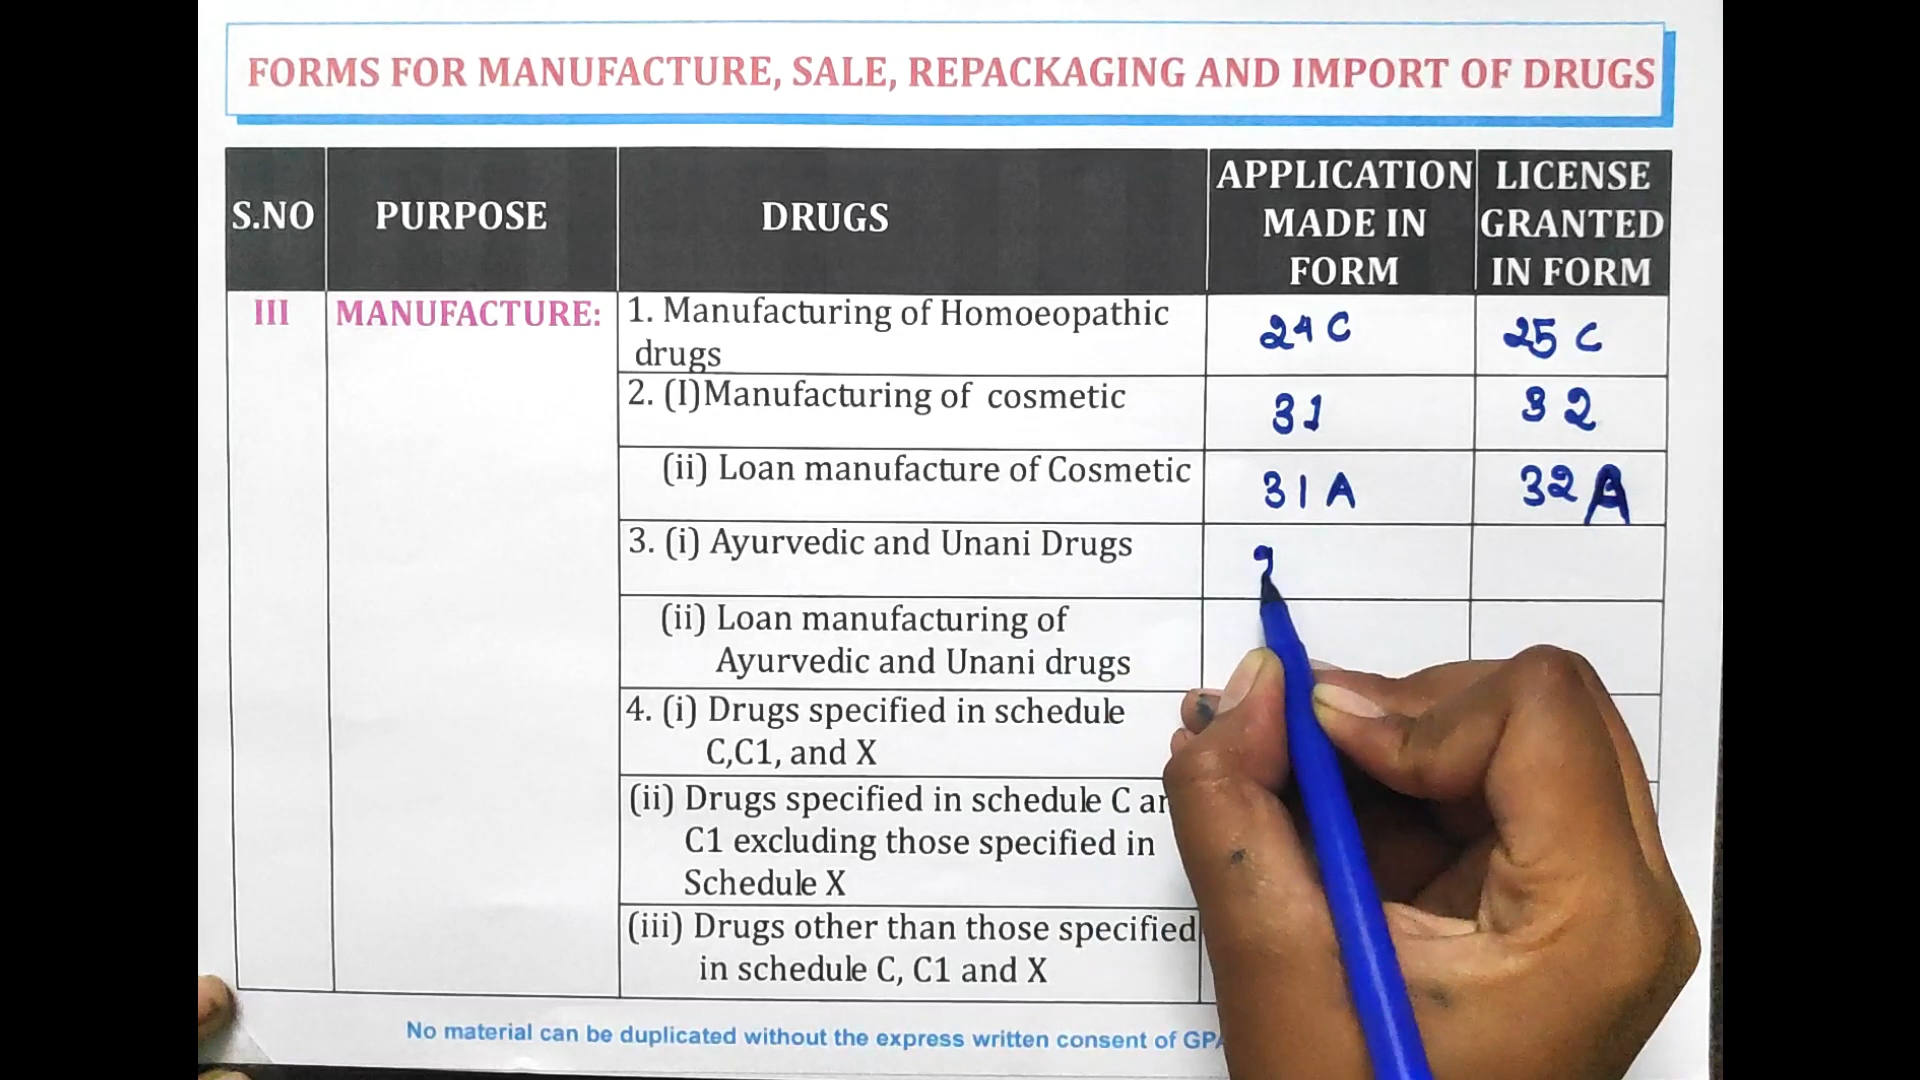 FORMS FOR MANUFACTURE, SALE, REPACKAGING AND IMPORT OF DRUGS
S.NO PURPOSE DRUGS APPLICATION MADE IN FORM LICENSE GRANTED IN FORM
III MANUFACTURE: 1. Manufacturing of Homoeopathic
drugs 24 C 25 C
2. (I)Manufacturing of cosmetic 31 32
(ii) Loan manufacture of Cosmetic 31 A 32 A
3. (i) Ayurvedic and Unani Drugs
(ii) Loan manufacturing of
Ayurvedic and Unani drugs
4. (i) Drugs specified in schedule
C,C1, and X
(ii) Drugs specified in schedule C
C1 excluding those specified in
Schedule X
(iii) Drugs other than those specified
in schedule C, C1 and X
No material can be duplicated without the express written consent of